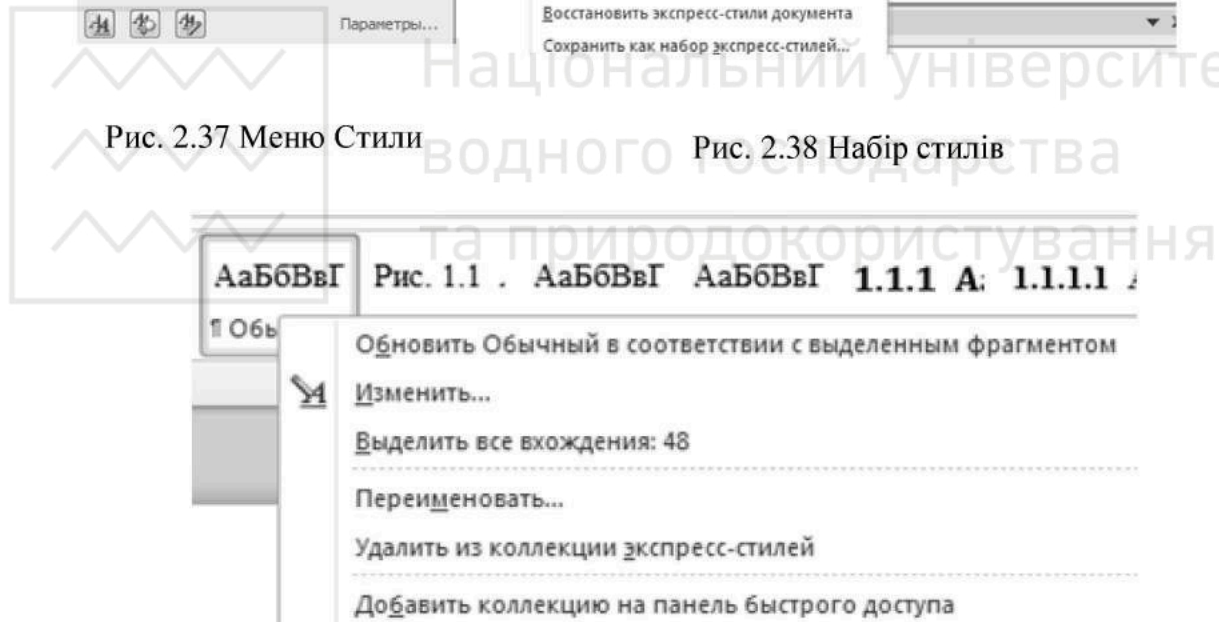 Параметры...
Восстановить экспресс-стили документа
Сохранить как набор экспресс-стилей...
Національний університе
Рис. 2.37 Меню Стили
водного господарства
Рис. 2.38 Набір стилів
та природокористування
АаБбВвГ Рис. 1.1 . АаБбВвГ АаБбВвГ 1.1.1 А 1.1.1.1
¶ Обы
Обновить Обычный в соответствии с выделенным фрагментом
Изменить...
Выделить все вхождения: 48
Переименовать...
Удалить из коллекции экспресс-стилей
Добавить коллекцию на панель быстрого доступа